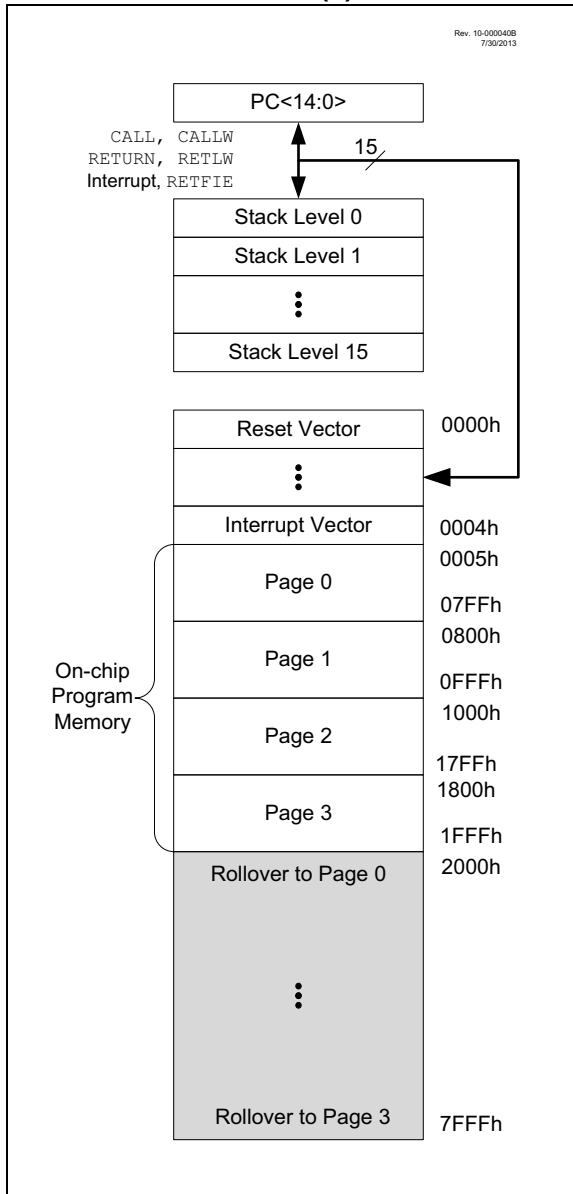 (3)
Rev. 10-000040B
7/30/2013
PC<14:0>
CALL, CALLW
RETURN, RETLW
Interrupt, RETFIE
15
Stack Level 0
Stack Level 1
Stack Level 15
Reset Vector
0000h
Interrupt Vector
0004h
0005h
Page 0
07FFh
0800h
Page 1
0FFFh
1000h
On-chip
Program
Memory
Page 2
17FFh
1800h
Page 3
1FFFh
Rollover to Page 0
2000h
Rollover to Page 3
7FFFh